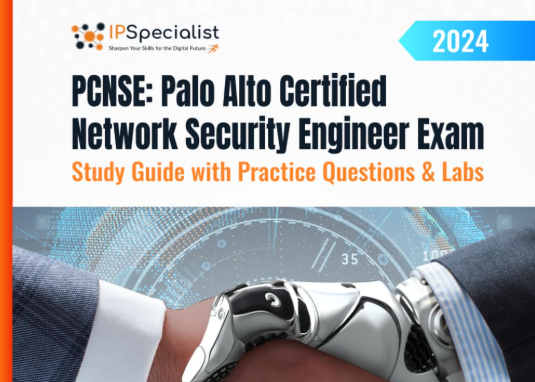 IPSpecialist
Sharpen Your Skills for the Digital Future
2024
PCNSE: Palo Alto Certified
Network Security Engineer Exam
Study Guide with Practice Questions & Labs
35
100